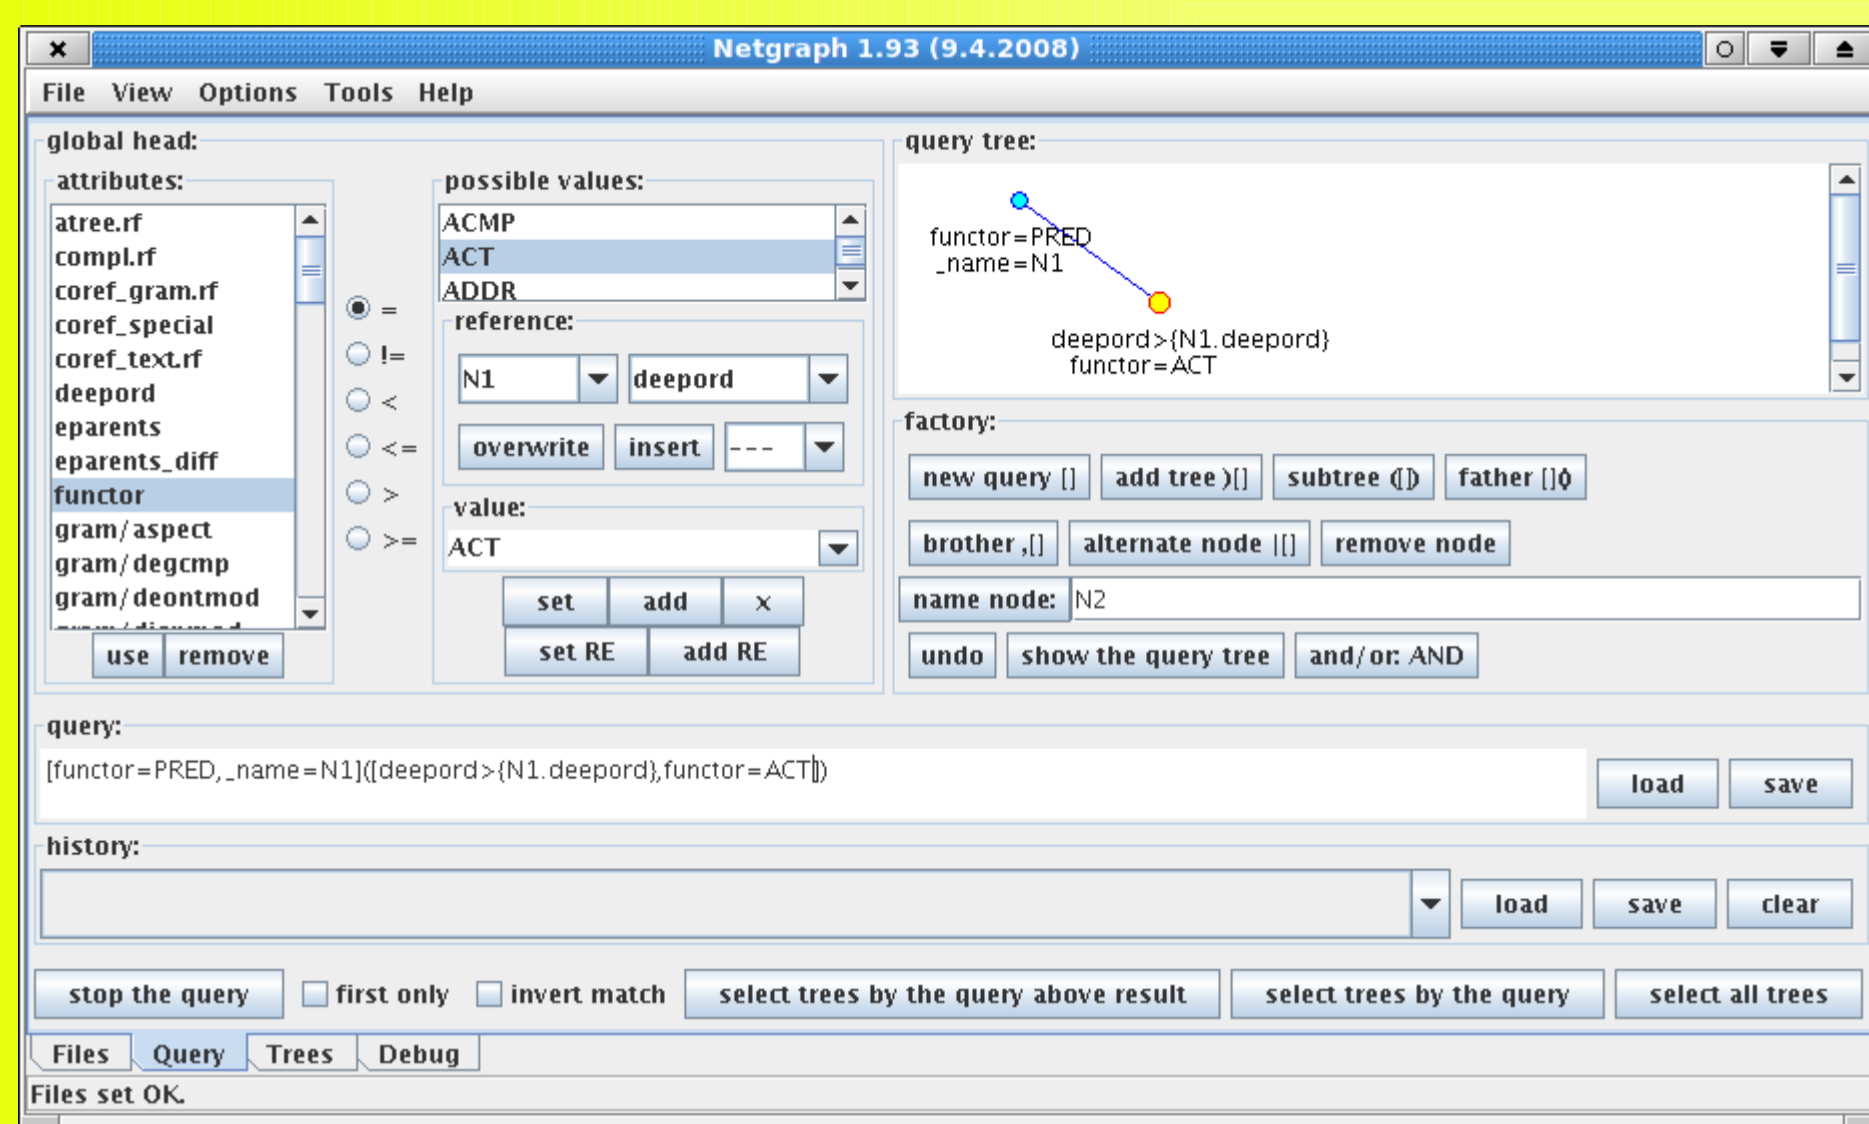 Netgraph 1.93 (9.4.2008)
File View Options Tools Help
global head:
attributes:
atree.rf
compl.rf
coref_gram.rf
coref_special
coref_text.rf
deepord
eparents
eparents_diff
functor
gram/aspect
gram/degcmp
gram/deontmod
use remove
=
!=
<
<=
>
>=
possible values:
ACMP
ACT
ADDR
reference:
N1 deepord
overwrite insert ---
value:
ACT
set add x
set RE add RE
query tree:
functor=PRED
_name=N1
deepord>{N1.deepord}
functor=ACT
factory:
new query [] add tree )[] subtree ([]) father []()
brother ,[] alternate node |[] remove node
name node: N2
undo show the query tree and/or: AND
query:
[functor=PRED,_name=N1]([deepord>{N1.deepord},functor=ACT])
load save
history:
load save clear
stop the query first only invert match select trees by the query above result select trees by the query select all trees
Files Query Trees Debug
Files set OK.